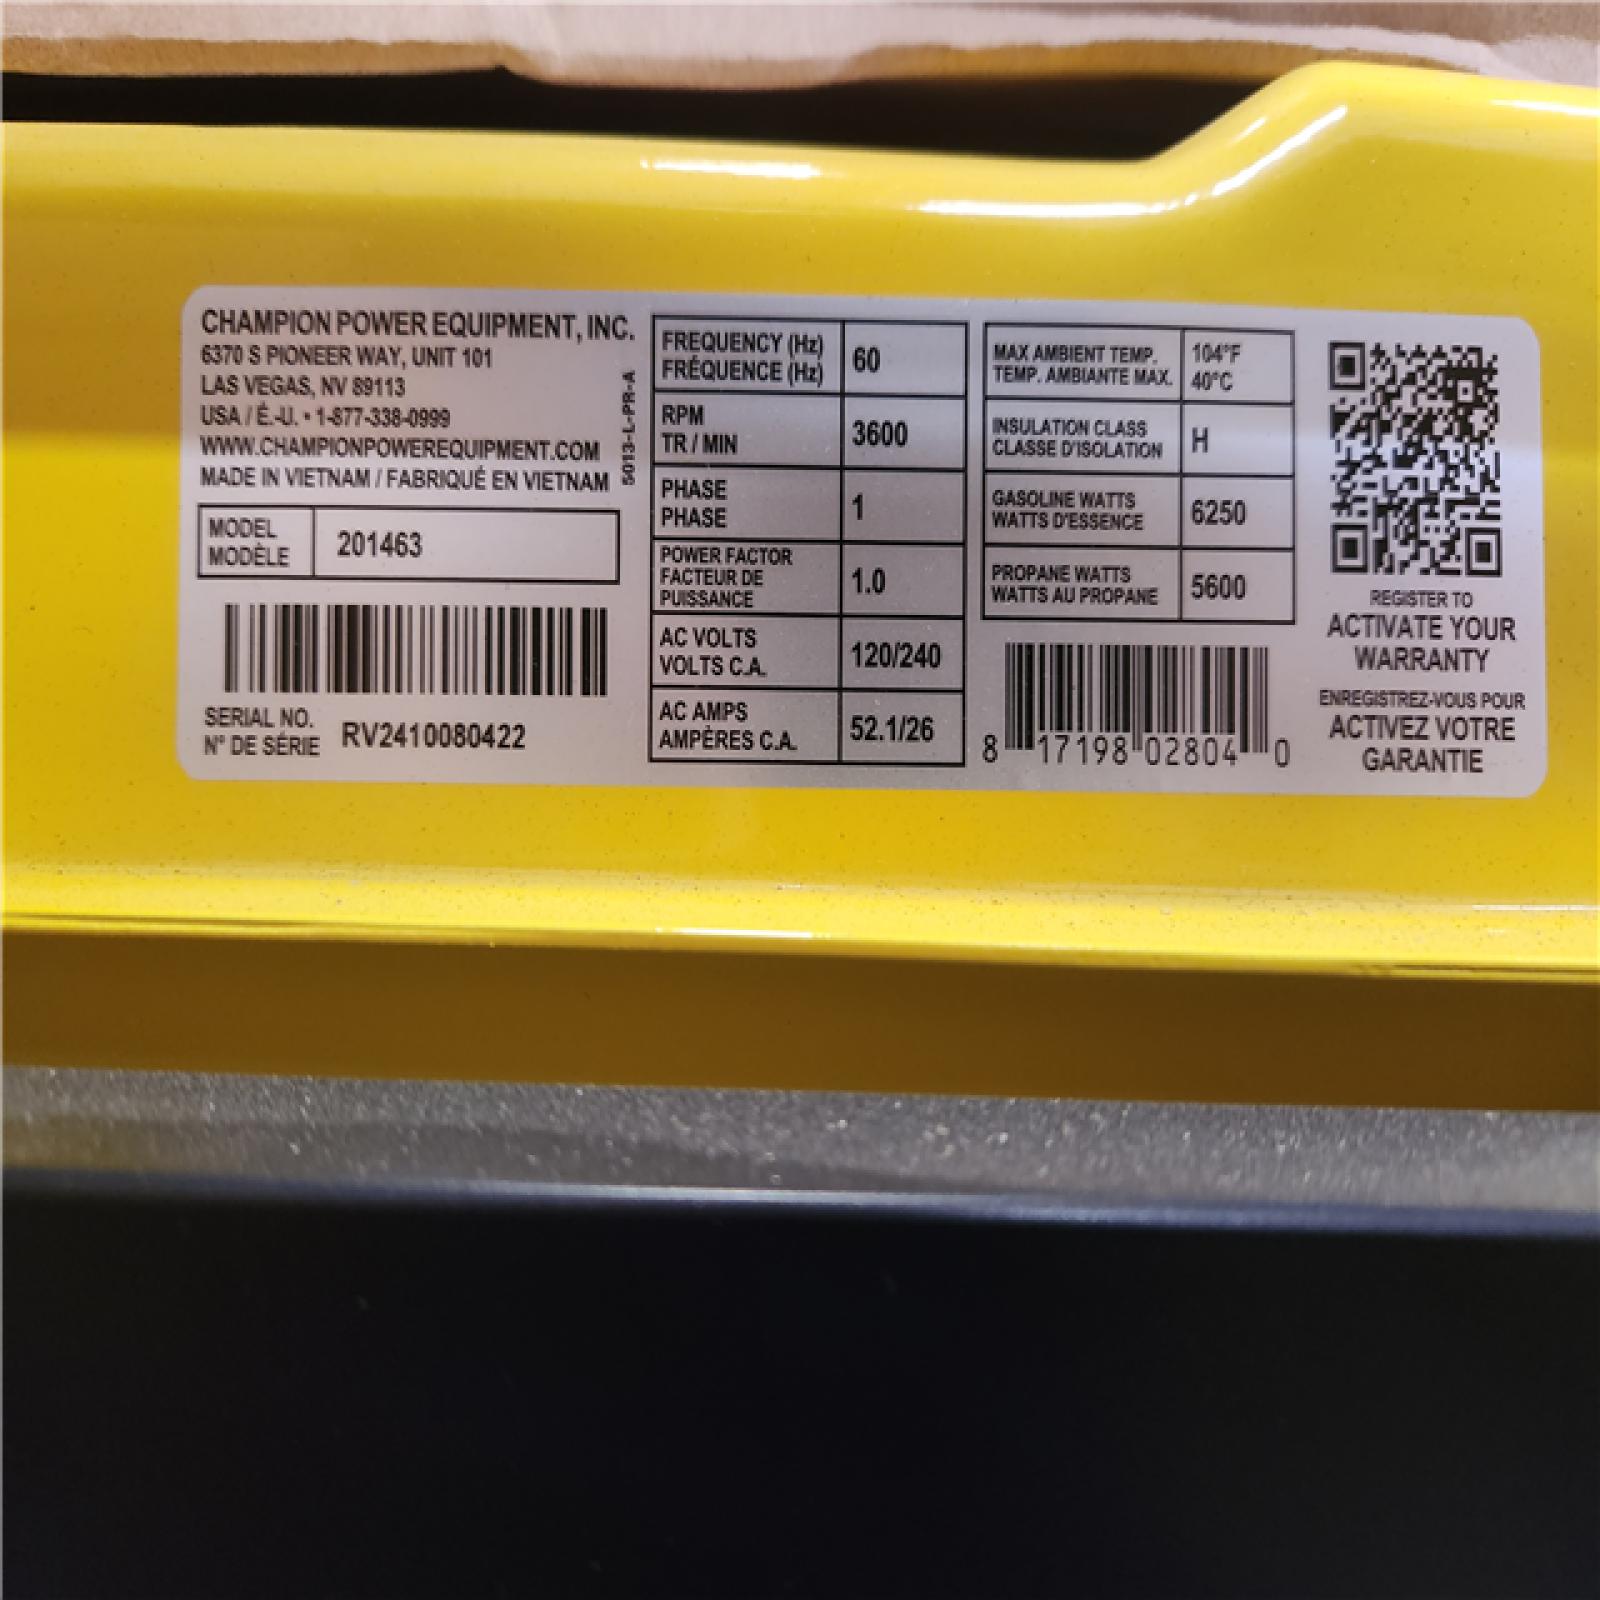 CHAMPION POWER EQUIPMENT, INC.
6370 S PIONEER WAY, UNIT 101
LAS VEGAS, NV 89113
USA / É.-U. • 1-877-338-0999
WWW.CHAMPIONPOWEREQUIPMENT.COM
MADE IN VIETNAM / FABRIQUÉ EN VIETNAM
5013-L-PR-A
MODEL
MODÈLE
201463
SERIAL NO.
N° DE SÉRIE
RV2410080422
FREQUENCY (Hz)
FRÉQUENCE (Hz)
60
RPM
TR / MIN
3600
PHASE
PHASE
1
POWER FACTOR
FACTEUR DE
PUISSANCE
1.0
AC VOLTS
VOLTS C.A.
120/240
AC AMPS
AMPÈRES C.A.
52.1/26
MAX AMBIENT TEMP.
TEMP. AMBIANTE MAX.
104°F
40°C
INSULATION CLASS
CLASSE D'ISOLATION
H
GASOLINE WATTS
WATTS D'ESSENCE
6250
PROPANE WATTS
WATTS AU PROPANE
5600
8 17198 02804 0
REGISTER TO
ACTIVATE YOUR
WARRANTY
ENREGISTREZ-VOUS POUR
ACTIVEZ VOTRE
GARANTIE